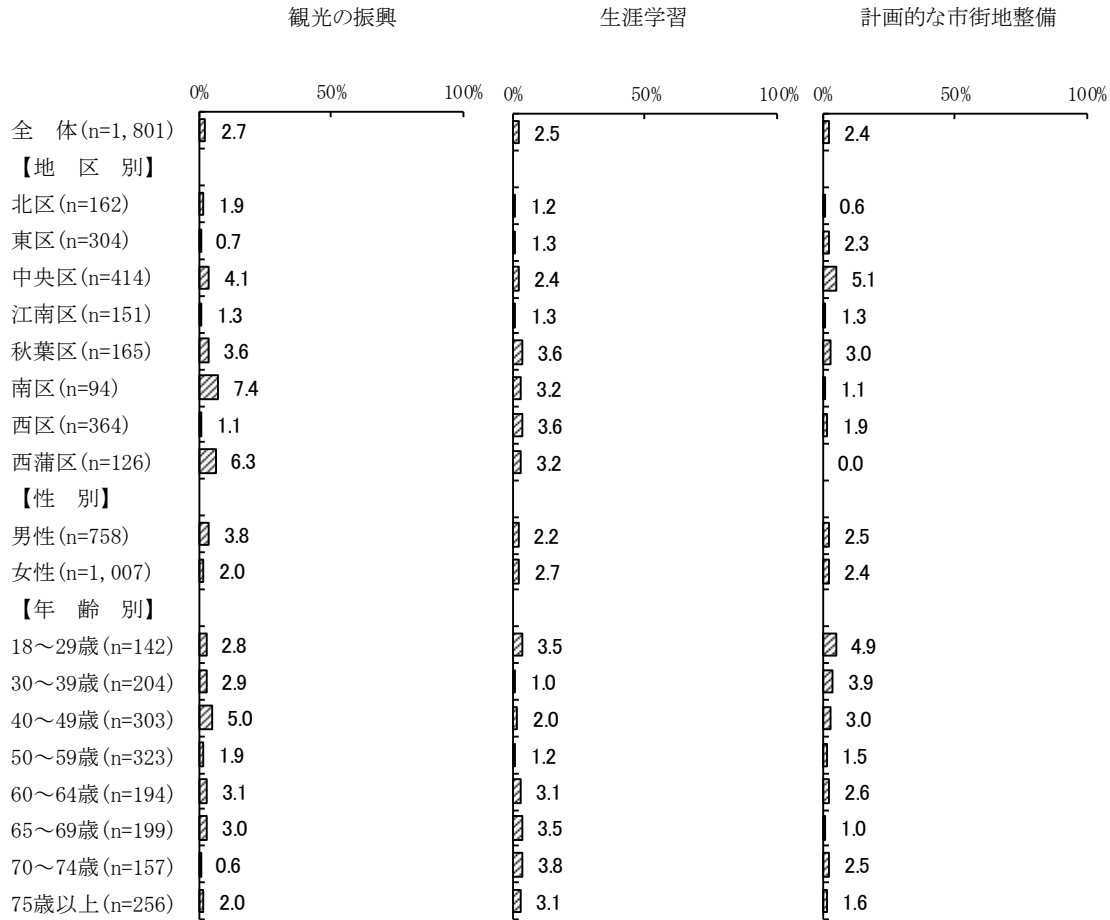 観光の振興 生涯学習 計画的な市街地整備
0% 50% 100% 0% 50% 100% 0% 50% 100%
全　体(n=1,801) 2.7 2.5 2.4
【地　区　別】
北区(n=162) 1.9 1.2 0.6
東区(n=304) 0.7 1.3 2.3
中央区(n=414) 4.1 2.4 5.1
江南区(n=151) 1.3 1.3 1.3
秋葉区(n=165) 3.6 3.6 3.0
南区(n=94) 7.4 3.2 1.1
西区(n=364) 1.1 3.6 1.9
西蒲区(n=126) 6.3 3.2 0.0
【性　別】
男性(n=758) 3.8 2.2 2.5
女性(n=1,007) 2.0 2.7 2.4
【年　齢　別】
18～29歳(n=142) 2.8 3.5 4.9
30～39歳(n=204) 2.9 1.0 3.9
40～49歳(n=303) 5.0 2.0 3.0
50～59歳(n=323) 1.9 1.2 1.5
60～64歳(n=194) 3.1 3.1 2.6
65～69歳(n=199) 3.0 3.5 1.0
70～74歳(n=157) 0.6 3.8 2.5
75歳以上(n=256) 2.0 3.1 1.6